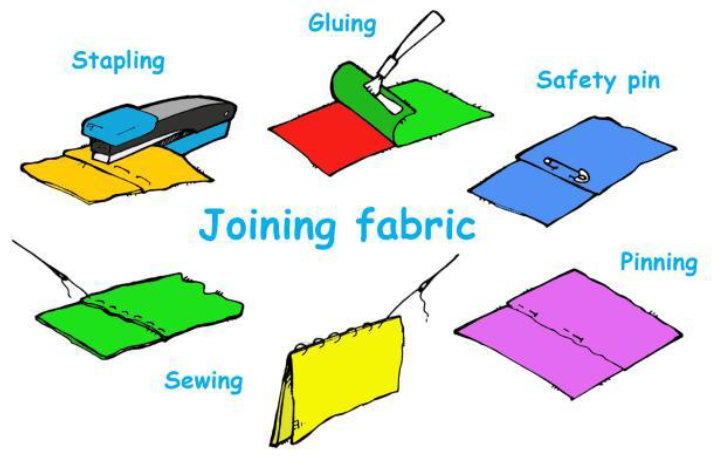 Gluing
Stapling
Safety pin
Joining fabric
Pinning
Sewing